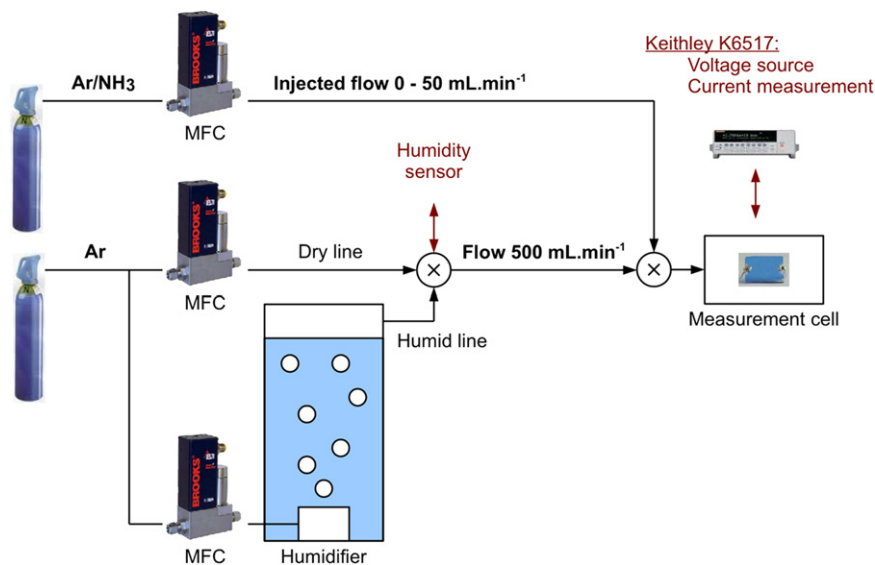 Keithley K6517:
Voltage source
Current measurement
Ar/NH3
BROOKS
Injected flow 0 - 50 mL.min-1
MFC
Humidity
sensor
BROOKS
Ar
Dry line
Flow 500 mL.min-1
MFC
Measurement cell
Humid line
BROOKS
MFC
Humidifier